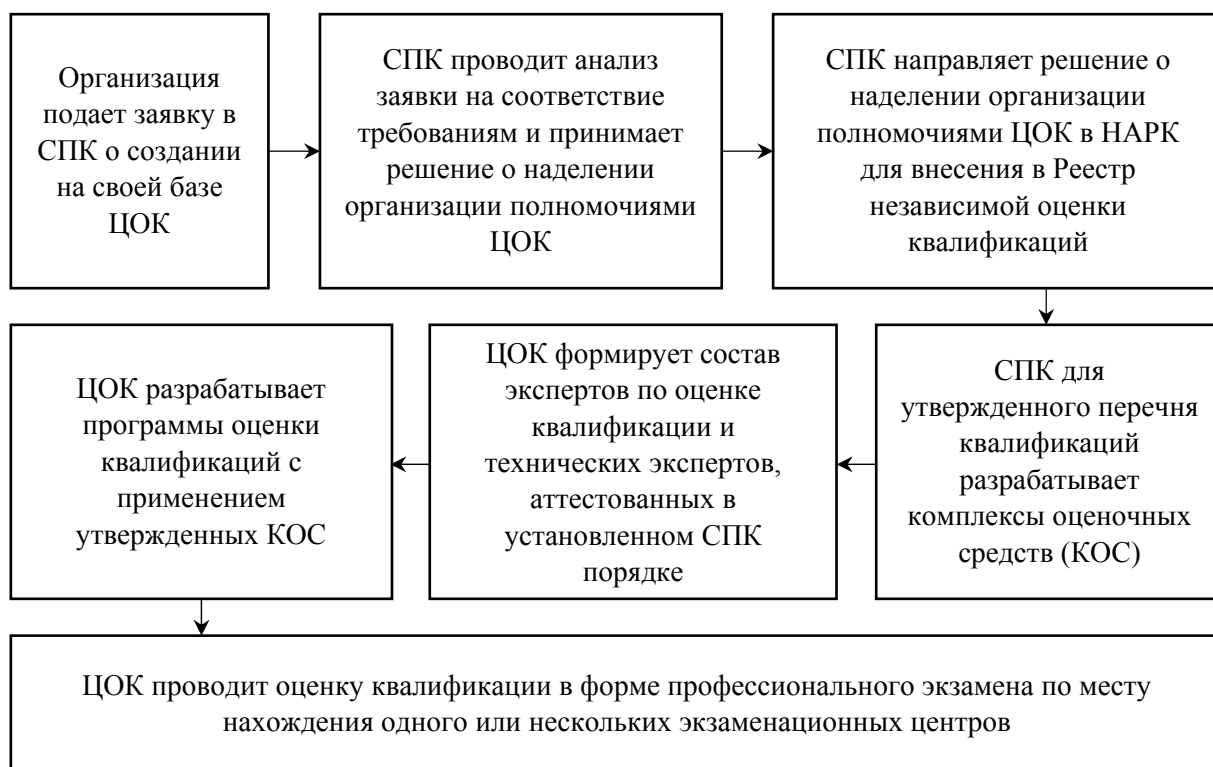 Организация
подает заявку в
СПК о создании
на своей базе
ЦОК
СПК проводит анализ
заявки на соответствие
требованиям и принимает
решение о наделении
организации полномочиями
ЦОК
СПК направляет решение о
наделении организации
полномочиями ЦОК в НАРК
для внесения в Реестр
независимой оценки
квалификаций
СПК для
утвержденного перечня
квалификаций
разрабатывает
комплексы оценочных
средств (КОС)
ЦОК формирует состав
экспертов по оценке
квалификации и
технических экспертов,
аттестованных в
установленном СПК
порядке
ЦОК разрабатывает
программы оценки
квалификаций с
применением
утвержденных КОС
ЦОК проводит оценку квалификации в форме профессионального экзамена по месту
нахождения одного или нескольких экзаменационных центров